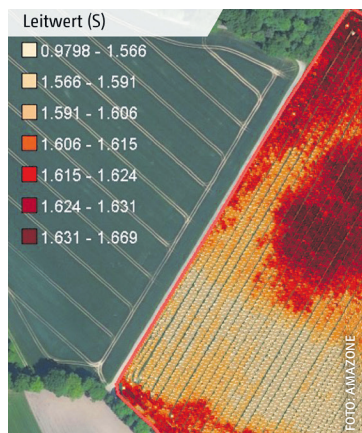 Leitwert (S)
0.9798 - 1.566
1.566 - 1.591
1.591 - 1.606
1.606 - 1.615
1.615 - 1.624
1.624 - 1.631
1.631 - 1.669
FOTO: AMAZONE